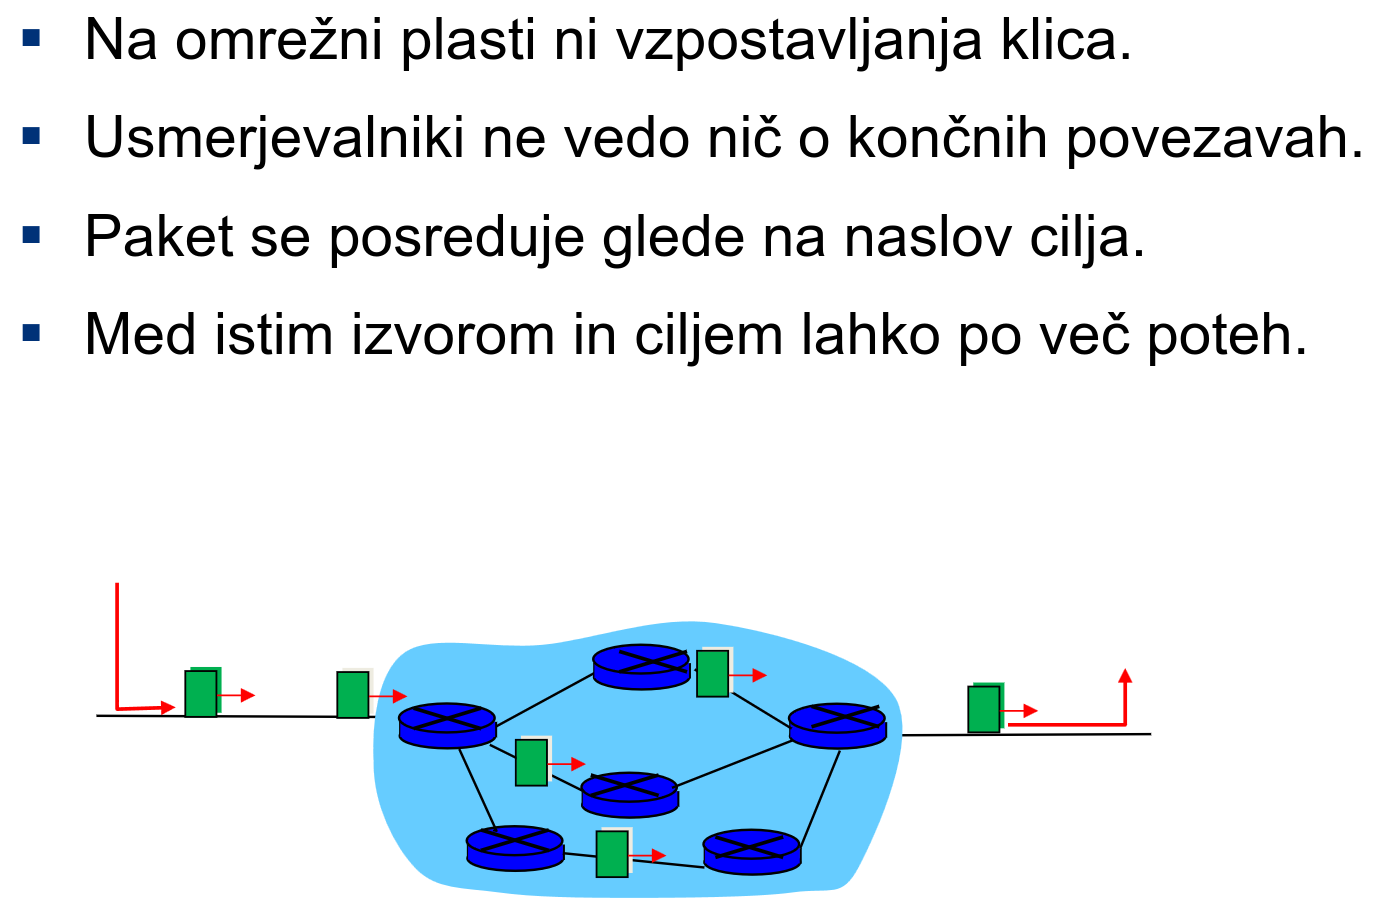 Na omrežni plasti ni vzpostavljanja klica.
Usmerjevalniki ne vedo nič o končnih povezavah.
Paket se posreduje glede na naslov cilja.
Med istim izvorom in ciljem lahko po več poteh.